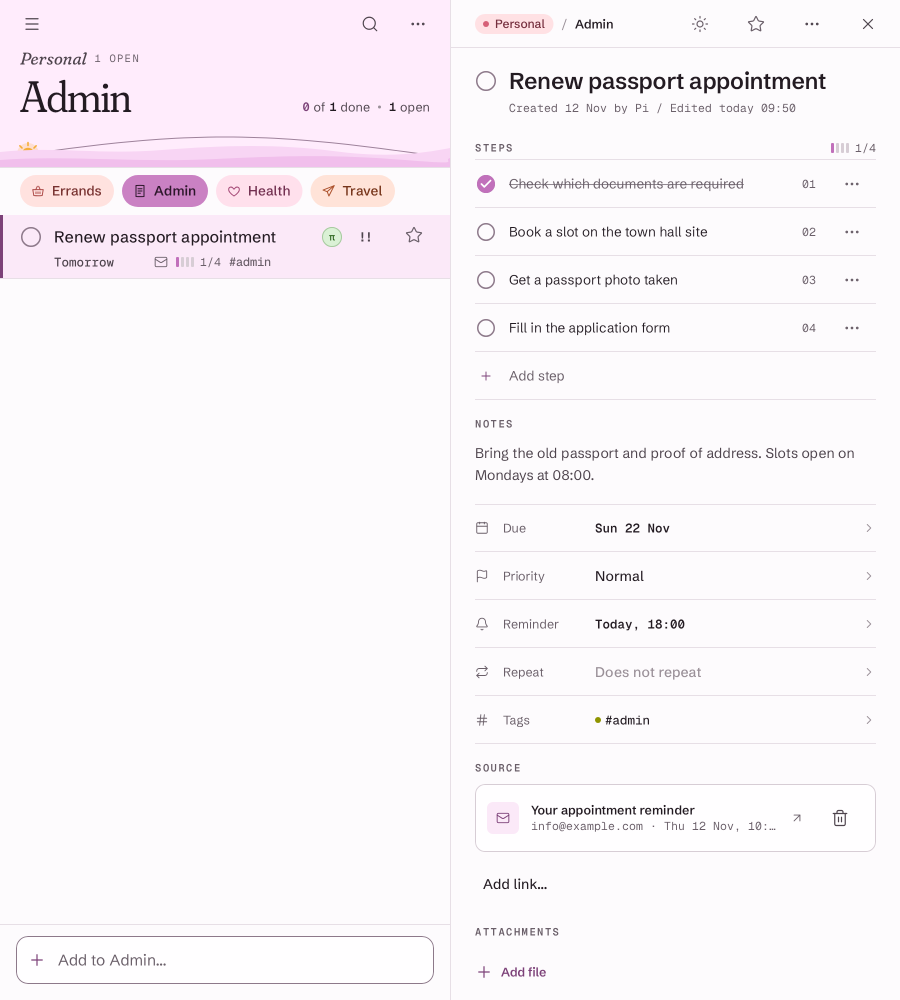 Personal 1 OPEN
Admin
0 of 1 done • 1 open
Errands
Admin
Health
Travel
Renew passport appointment π !!
Tomorrow 1/4 #admin
+ Add to Admin...
Personal / Admin
Renew passport appointment
Created 12 Nov by Pi / Edited today 09:50
STEPS 1/4
Check which documents are required 01
Book a slot on the town hall site 02
Get a passport photo taken 03
Fill in the application form 04
+ Add step
NOTES
Bring the old passport and proof of address. Slots open on
Mondays at 08:00.
Due Sun 22 Nov
Priority Normal
Reminder Today, 18:00
Repeat Does not repeat
Tags #admin
SOURCE
Your appointment reminder
info@example.com · Thu 12 Nov, 10:…
Add link...
ATTACHMENTS
+ Add file